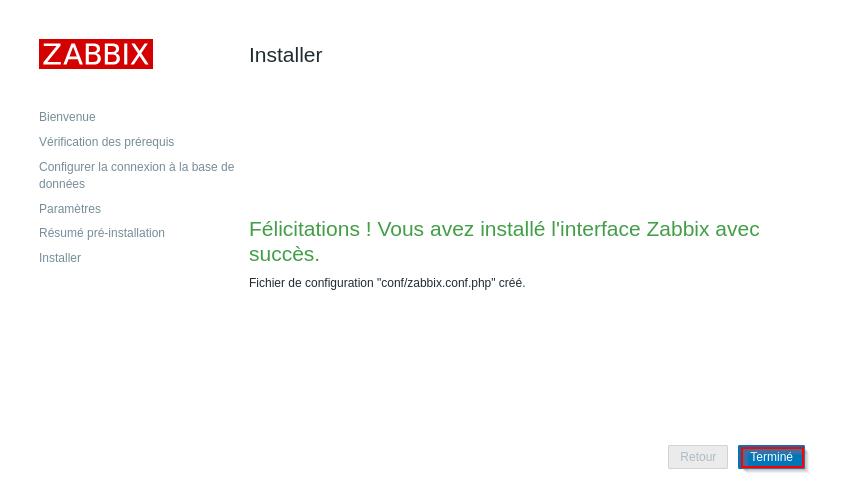 ZABBIX
Installer
Bienvenue
Vérification des prérequis
Configurer la connexion à la base de
données
Paramètres
Résumé pré-installation
Installer
Félicitations ! Vous avez installé l'interface Zabbix avec
succès.
Fichier de configuration "conf/zabbix.conf.php" créé.
Retour
Terminé